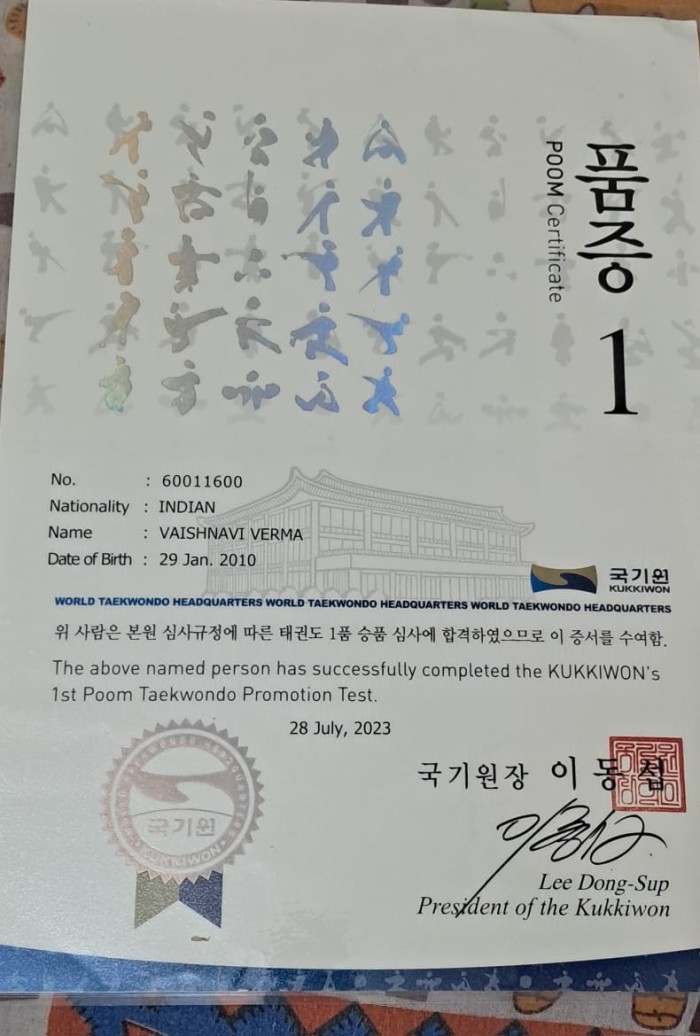 품증
POOM Certificate
1
No. : 60011600
Nationality : INDIAN
Name : VAISHNAVI VERMA
Date of Birth : 29 Jan. 2010
국기원
KUKKIWON
WORLD TAEKWONDO HEADQUARTERS WORLD TAEKWONDO HEADQUARTERS WORLD TAEKWONDO HEADQUARTERS
위 사람은 본원 심사규정에 따른 태권도 1품 승품 심사에 합격하였으므로 이 증서를 수여함.
The above named person has successfully completed the KUKKIWON's
1st Poom Taekwondo Promotion Test.
28 July, 2023
국기원
KUKKIWON
국기원장 이동섭
Lee Dong-Sup
President of the Kukkiwon